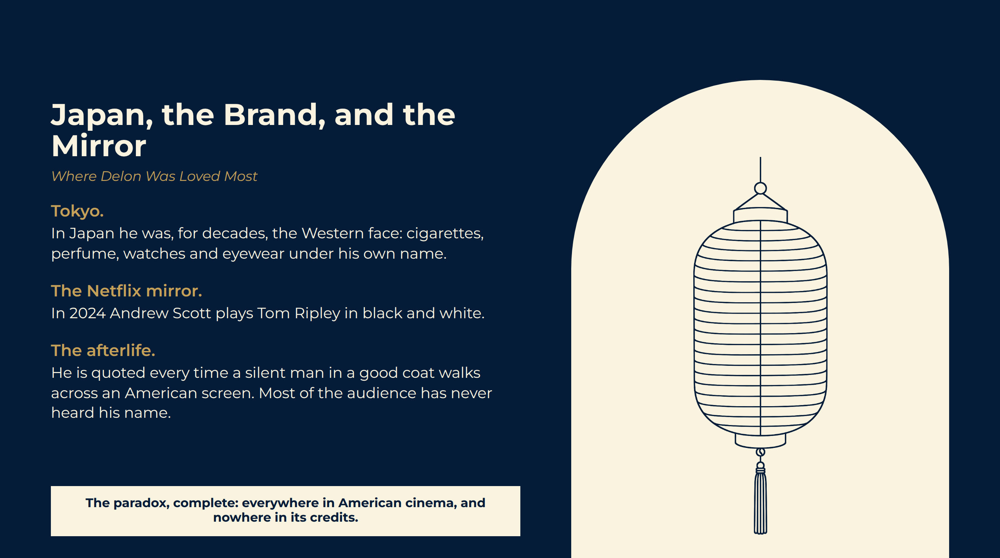 Japan, the Brand, and the
Mirror
Where Delon Was Loved Most
Tokyo.
In Japan he was, for decades, the Western face: cigarettes,
perfume, watches and eyewear under his own name.
The Netflix mirror.
In 2024 Andrew Scott plays Tom Ripley in black and white.
The afterlife.
He is quoted every time a silent man in a good coat walks
across an American screen. Most of the audience has never
heard his name.
The paradox, complete: everywhere in American cinema, and
nowhere in its credits.